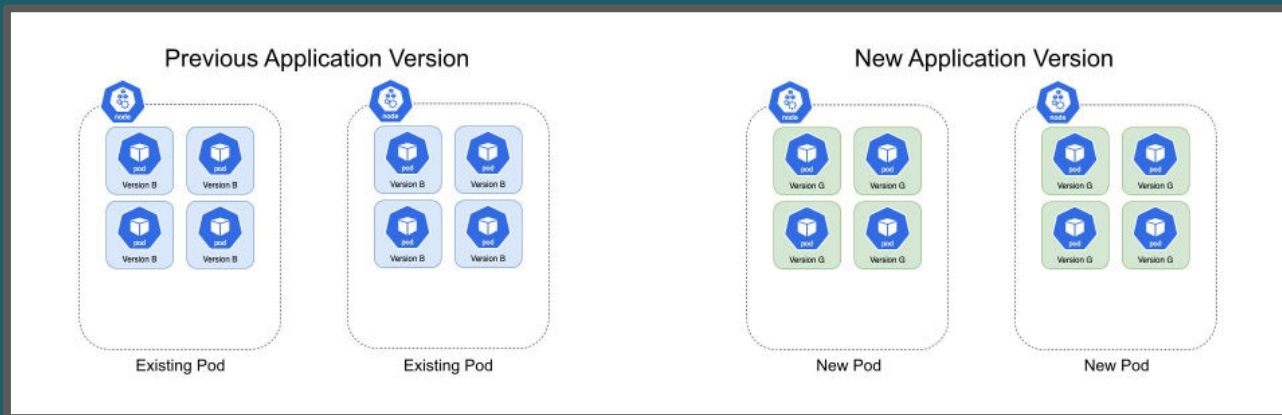 Previous Application Version
New Application Version
node
node
node
node
pod
pod
pod
pod
pod
pod
pod
pod
Version B
Version B
Version B
Version B
Version G
Version G
Version G
Version G
pod
pod
pod
pod
pod
pod
pod
pod
Version B
Version B
Version B
Version B
Version G
Version G
Version G
Version G
Existing Pod
Existing Pod
New Pod
New Pod